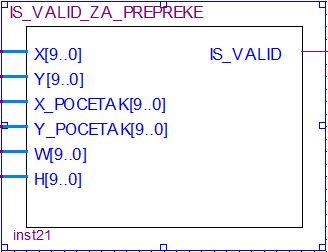 IS_VALID_ZA_PREPREKE
X[9..0] IS_VALID
Y[9..0]
X_POCETAK[9..0]
Y_POCETAK[9..0]
W[9..0]
H[9..0]
inst21